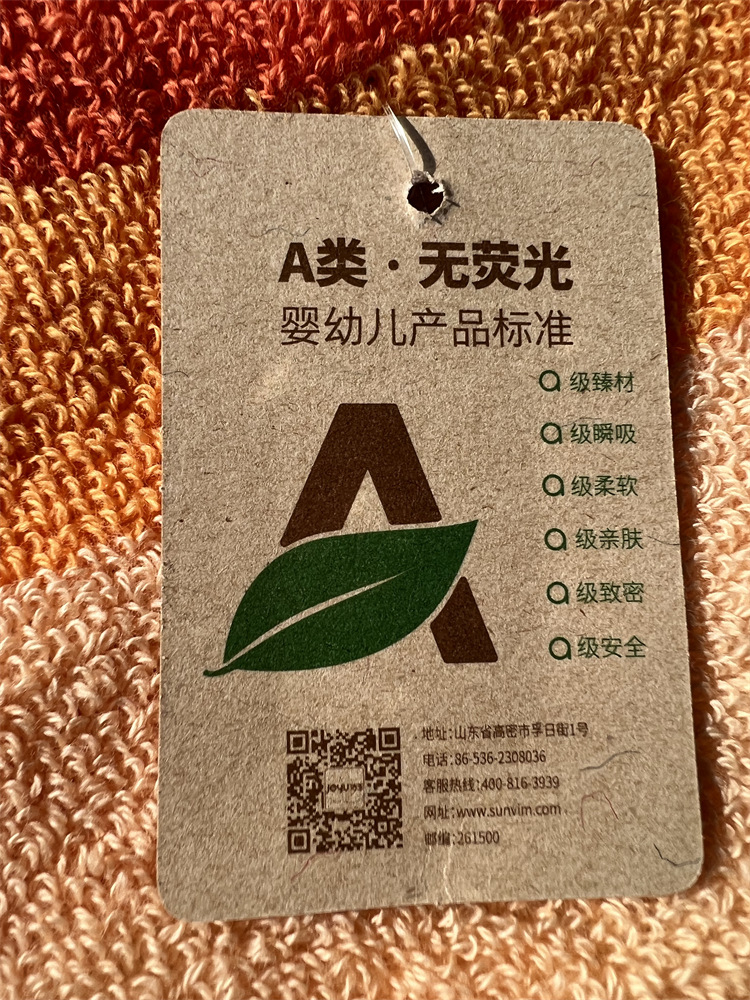 A类·无荧光
婴幼儿产品标准
a级臻材
a级瞬吸
a级柔软
a级亲肤
a级致密
a级安全
A
地址:山东省高密市孚日街1号
电话:86-536-2308036
客服热线:400-816-3939
网址:www.sunvim.com
邮编:261500